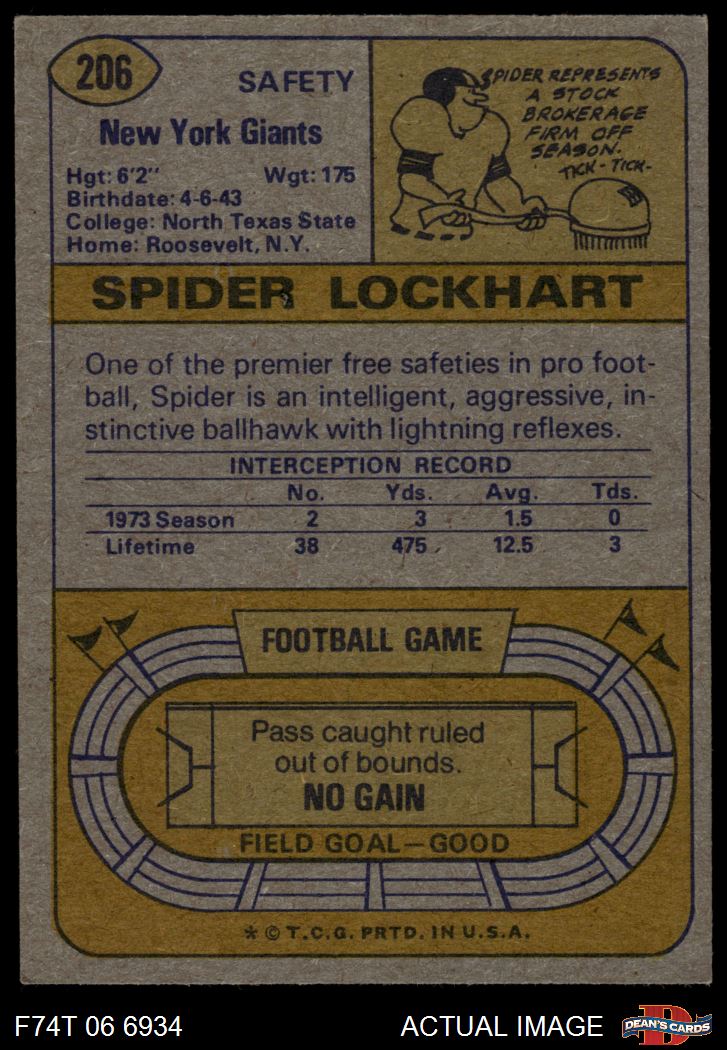 206
SAFETY
New York Giants
Hgt: 6'2" Wgt: 175
Birthdate: 4-6-43
College: North Texas State
Home: Roosevelt, N.Y.
SPIDER REPRESENTS
A STOCK
BROKERAGE
FIRM OFF
SEASON.
TICK-TICK-
SPIDER LOCKHART
One of the premier free safeties in pro foot-
ball, Spider is an intelligent, aggressive, in-
stinctive ballhawk with lightning reflexes.
INTERCEPTION RECORD
No. Yds. Avg. Tds.
1973 Season 2 3 1.5 0
Lifetime 38 475 12.5 3
FOOTBALL GAME
Pass caught ruled
out of bounds.
NO GAIN
FIELD GOAL—GOOD
* © T.C.G. PRTD. IN U.S.A.
F74T 06 6934 ACTUAL IMAGE
D
DEAN'S CARDS